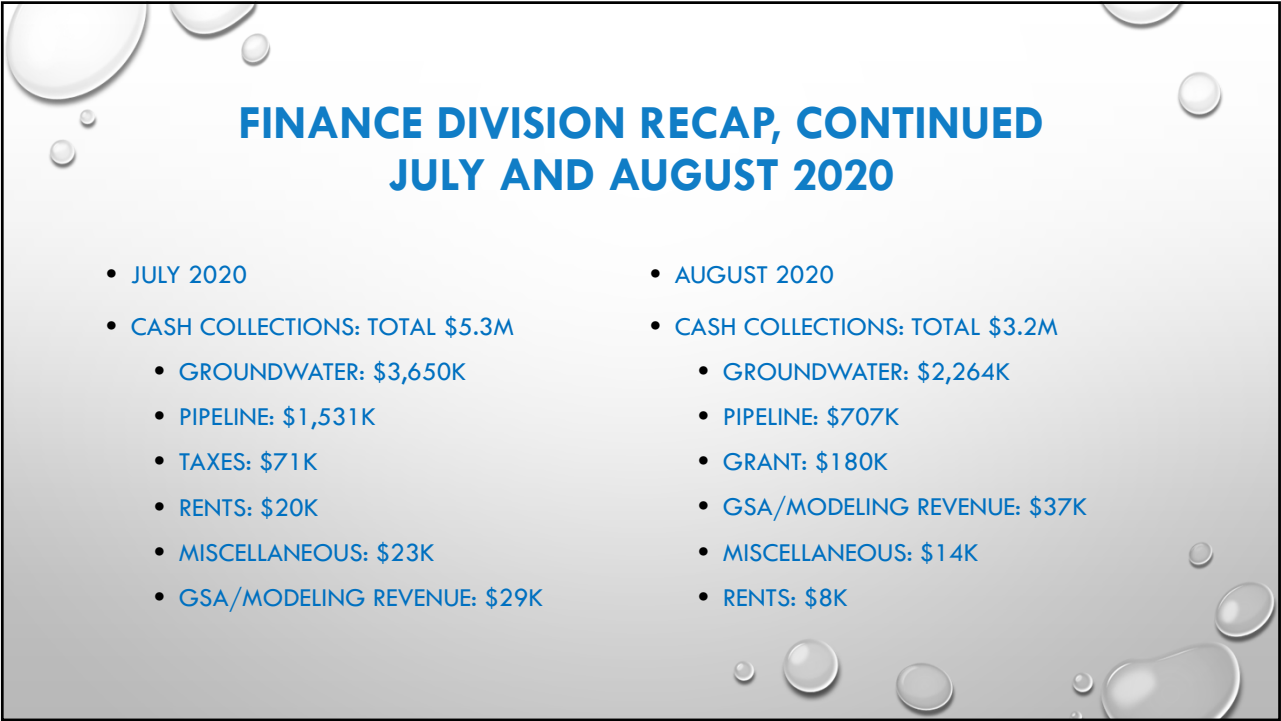 FINANCE DIVISION RECAP, CONTINUED
JULY AND AUGUST 2020
• JULY 2020
• CASH COLLECTIONS: TOTAL $5.3M
• GROUNDWATER: $3,650K
• PIPELINE: $1,531K
• TAXES: $71K
• RENTS: $20K
• MISCELLANEOUS: $23K
• GSA/MODELING REVENUE: $29K
• AUGUST 2020
• CASH COLLECTIONS: TOTAL $3.2M
• GROUNDWATER: $2,264K
• PIPELINE: $707K
• GRANT: $180K
• GSA/MODELING REVENUE: $37K
• MISCELLANEOUS: $14K
• RENTS: $8K